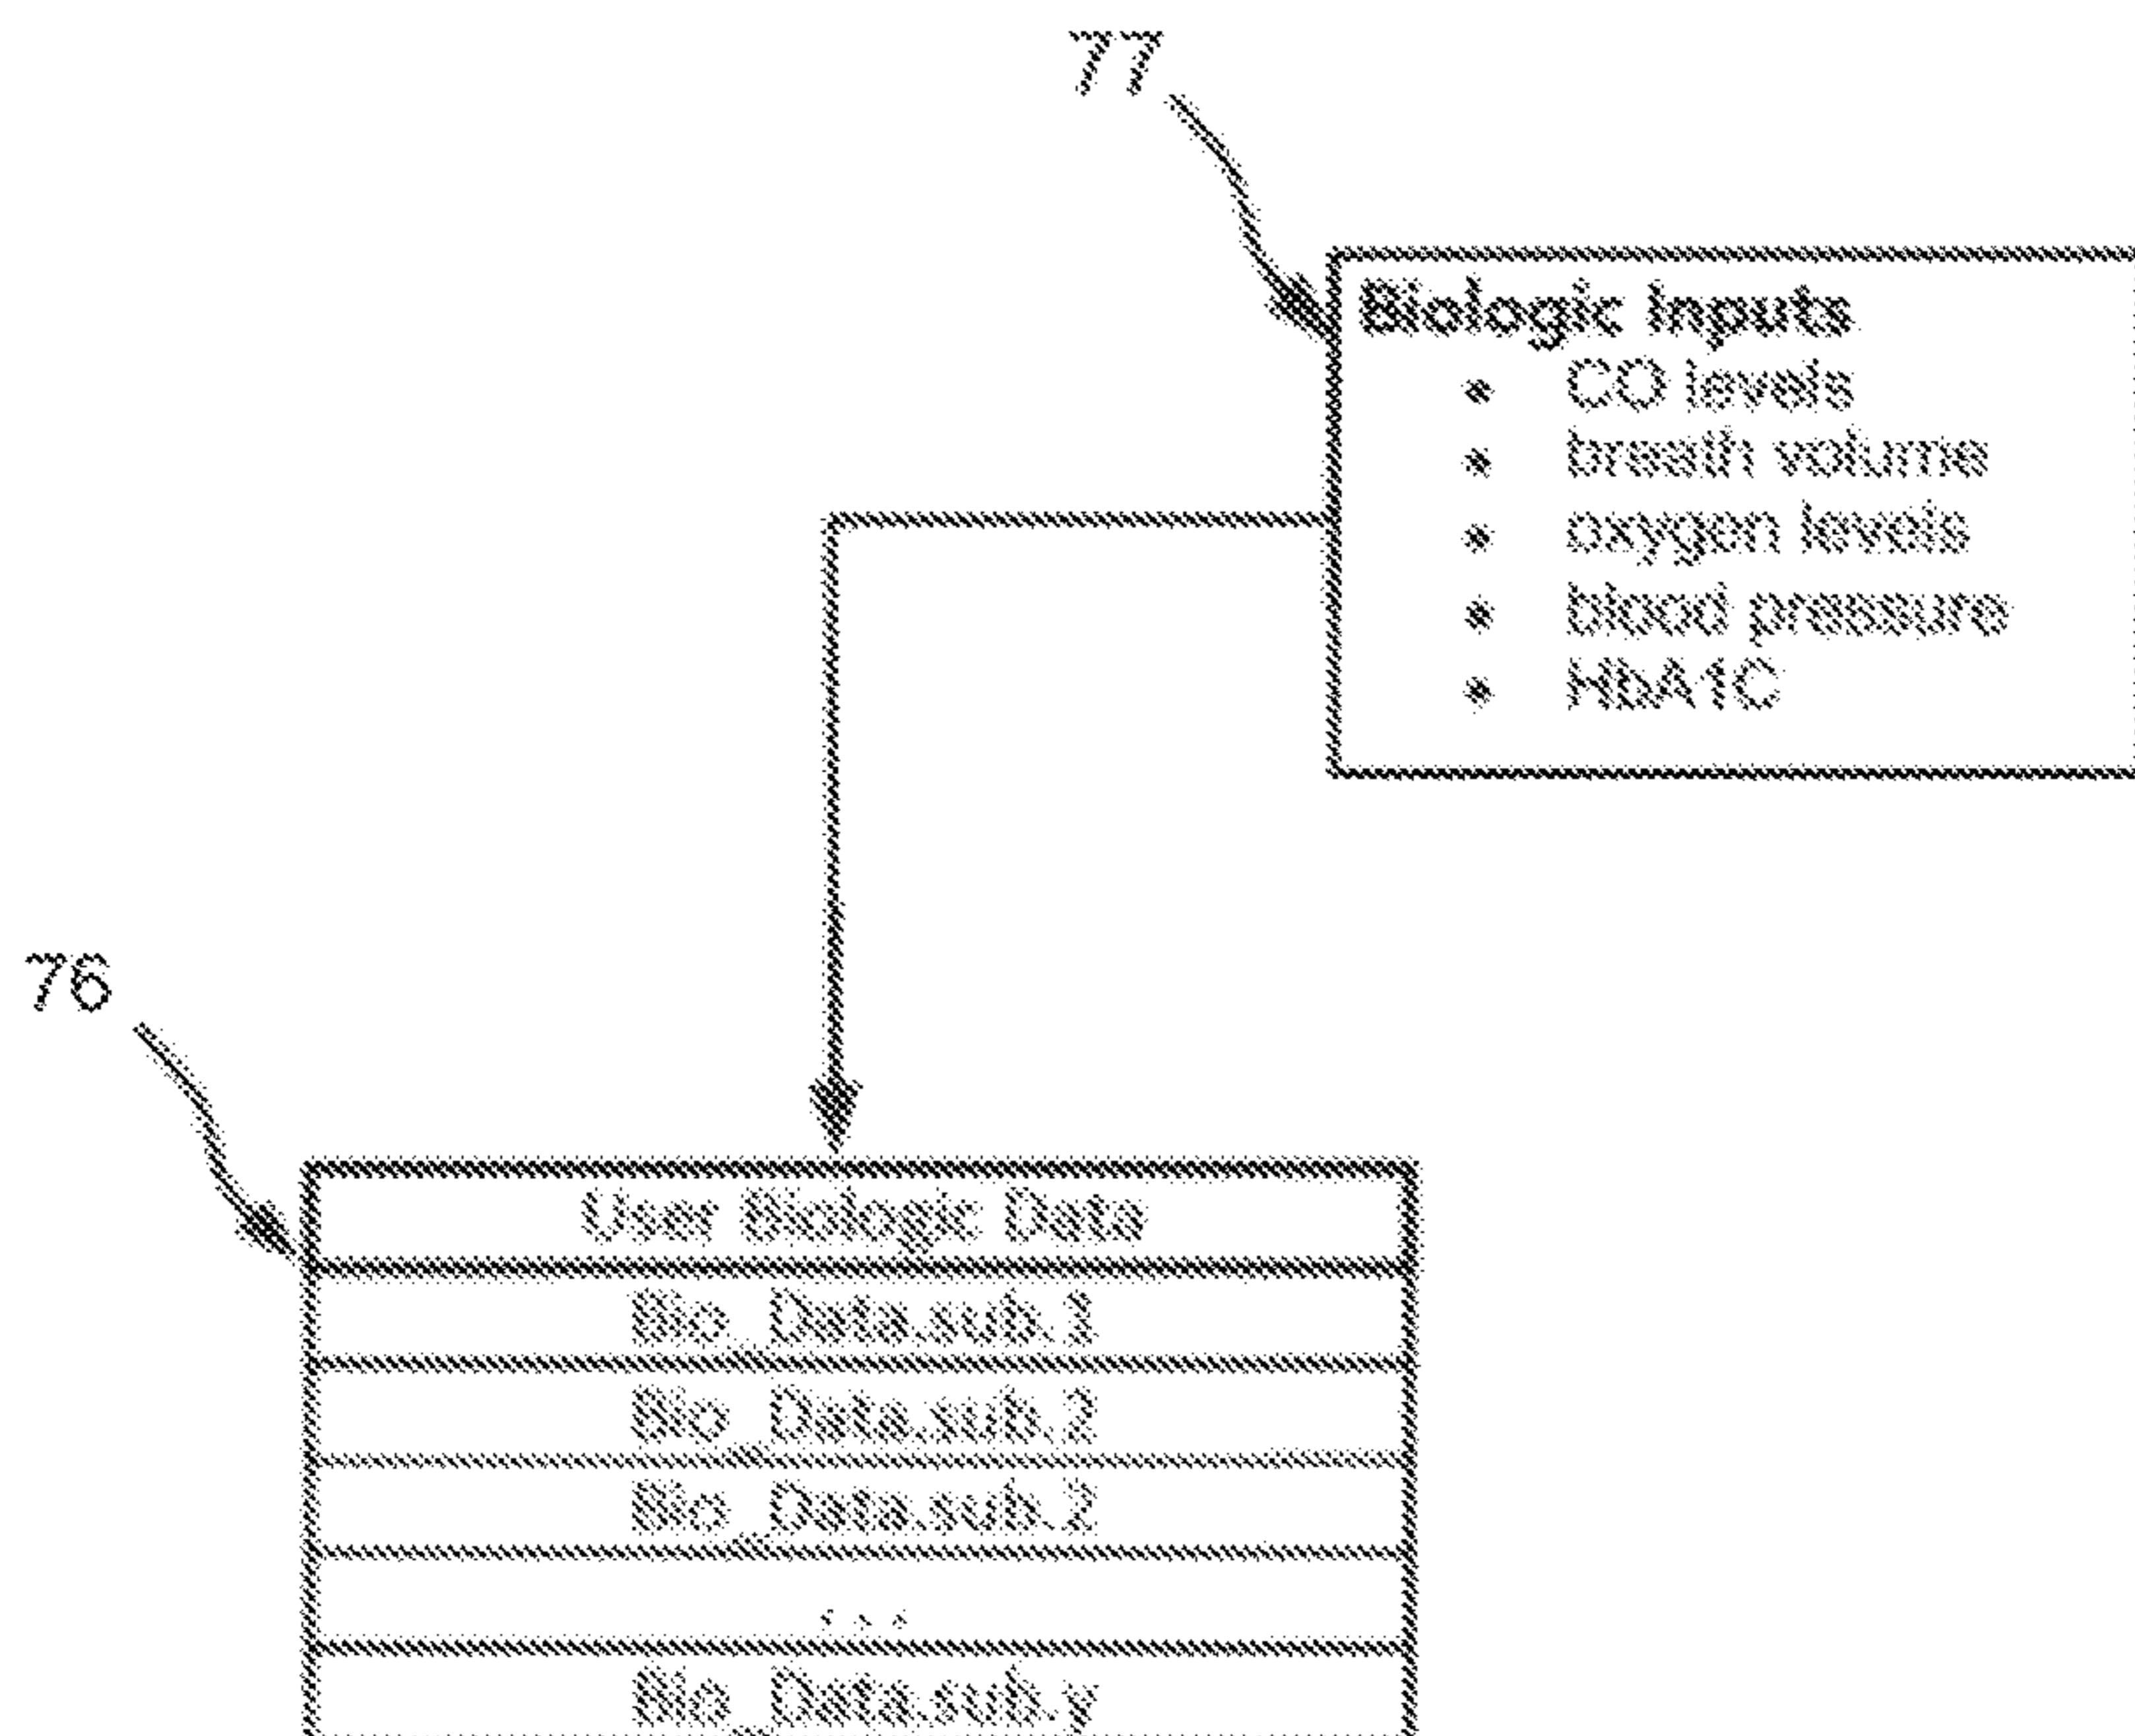 77
Biologic Inputs
• CO levels
• breath volume
• oxygen levels
• blood pressure
• HbA1C
76
User Biologic Data
Bio_Data.sub.1
Bio_Data.sub.2
Bio_Data.sub.2
...
Bio_Data.sub.y